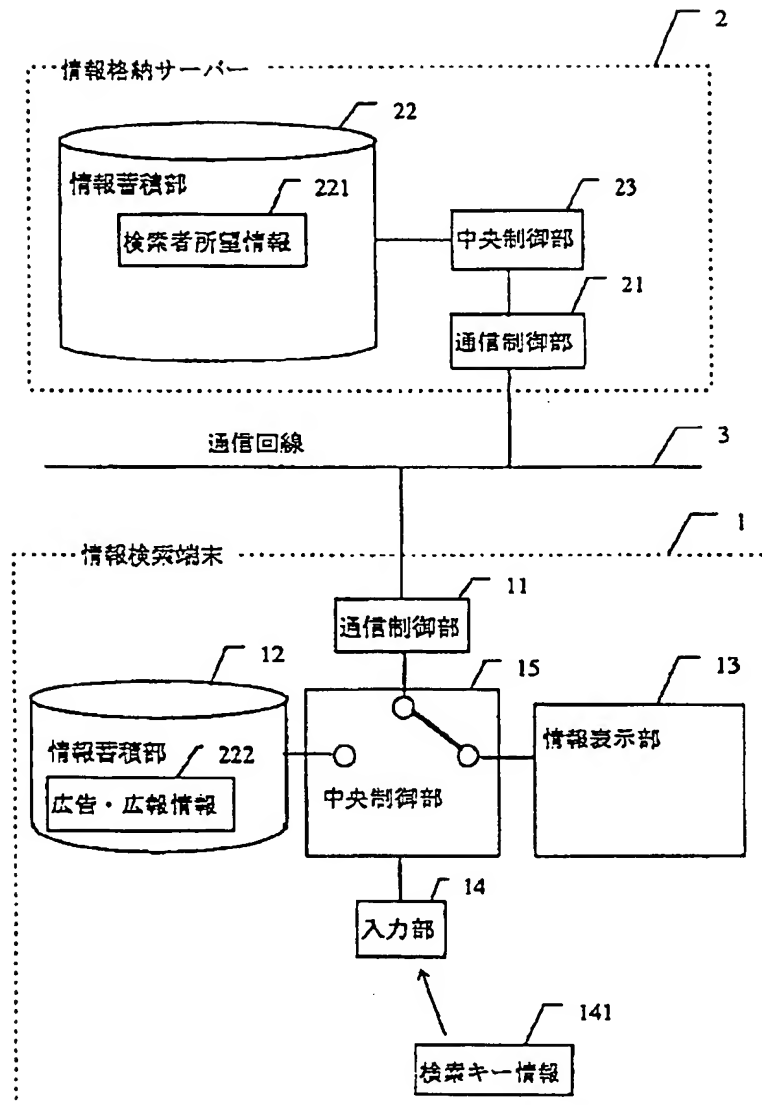 2
情報格納サーバー
22
情報蓄積部
221
検索者所望情報
23
中央制御部
21
通信制御部
通信回線
3
1
情報検索端末
11
通信制御部
12
15
13
情報蓄積部
222
広告・広報情報
中央制御部
情報表示部
14
入力部
141
検索キー情報